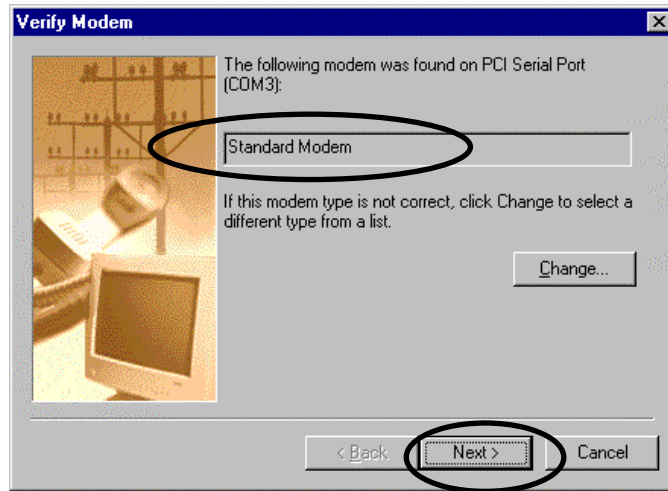 Verify Modem
The following modem was found on PCI Serial Port
(COM3):
Standard Modem
If this modem type is not correct, click Change to select a
different type from a list.
Change...
< Back
Next >
Cancel